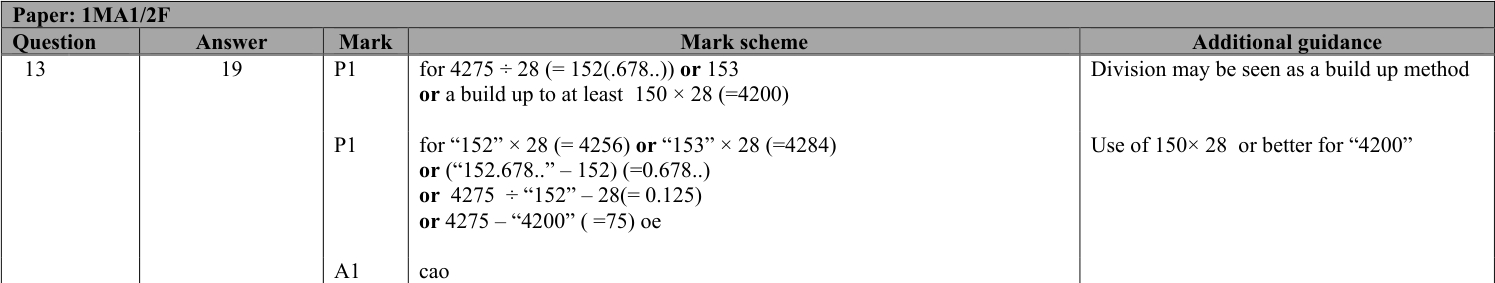 Paper: 1MA1/2F
Question Answer Mark Mark scheme Additional guidance
13 19 P1 for 4275 ÷ 28 (= 152(.678..)) or 153 Division may be seen as a build up method
or a build up to at least  150 × 28 (=4200)
P1 for “152” × 28 (= 4256) or “153” × 28 (=4284) Use of 150× 28  or better for “4200”
or (“152.678..” – 152) (=0.678..)
or  4275  ÷ “152” – 28(= 0.125)
or 4275 – “4200” ( =75) oe
A1 cao